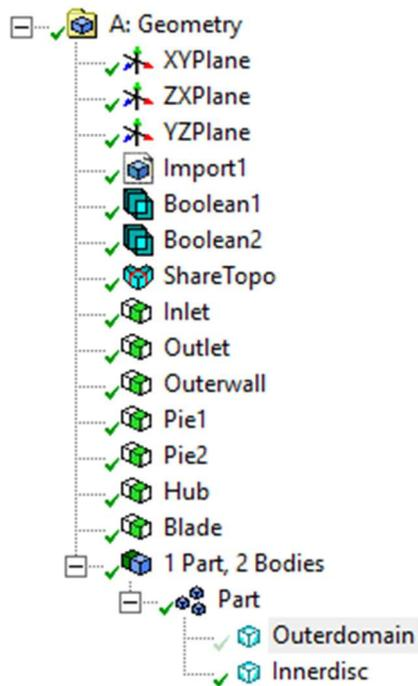 A: Geometry
XYPlane
ZXPlane
YZPlane
Import1
Boolean1
Boolean2
ShareTopo
Inlet
Outlet
Outerwall
Pie1
Pie2
Hub
Blade
1 Part, 2 Bodies
Part
Outerdomain
Innerdisc